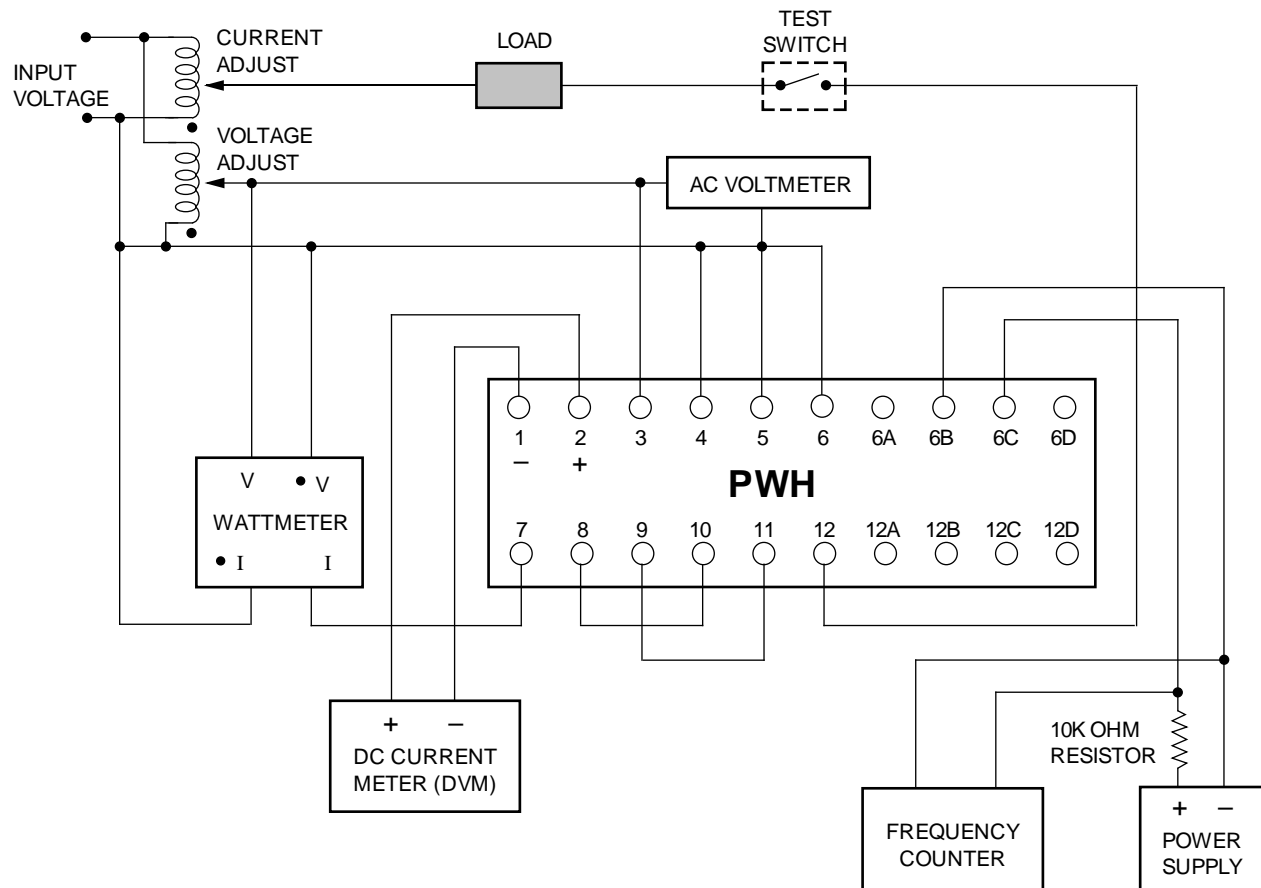 CURRENT
ADJUST
LOAD
TEST
SWITCH
INPUT
VOLTAGE
VOLTAGE
ADJUST
AC VOLTMETER
1 2 3 4 5 6 6A 6B 6C 6D
− +
PWH
7 8 9 10 11 12 12A 12B 12C 12D
V • V
WATTMETER
• I I
+ −
DC CURRENT
METER (DVM)
10K OHM
RESISTOR
FREQUENCY
COUNTER
+ −
POWER
SUPPLY